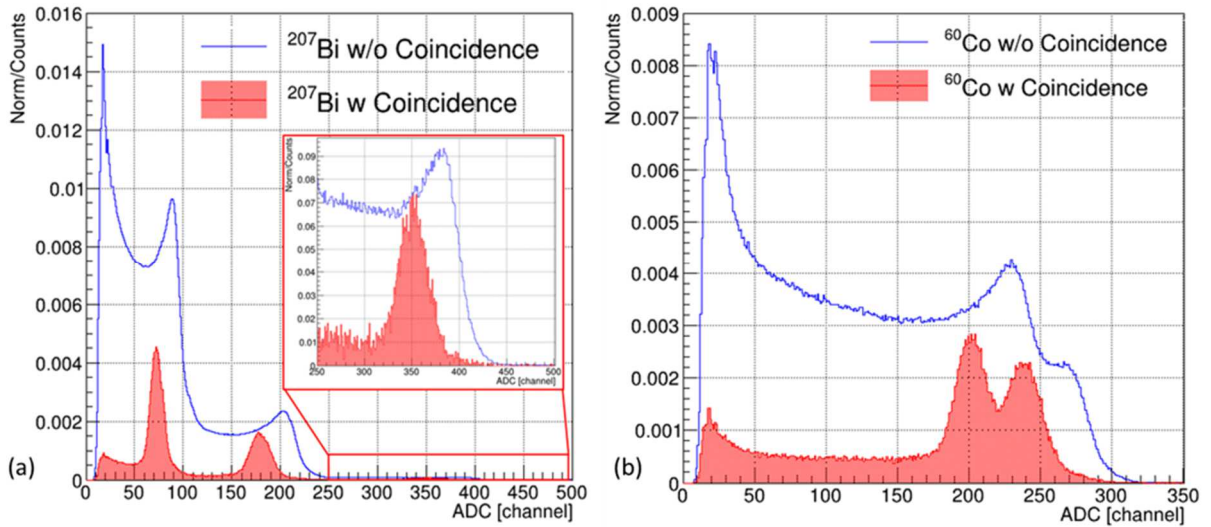 0.016
0.014
0.012
0.01
0.008
0.006
0.004
0.002
0
Norm/Counts
²⁰⁷Bi w/o Coincidence
²⁰⁷Bi w Coincidence
Norm/Counts
0.09
0.08
0.07
0.06
0.05
0.04
0.03
0.02
0.01
0
250 300 350 400 450 500
ADC [channel]
(a)
0 50 100 150 200 250 300 350 400 450 500
ADC [channel]
0.009
0.008
0.007
0.006
0.005
0.004
0.003
0.002
0.001
0
Norm/Counts
⁶⁰Co w/o Coincidence
⁶⁰Co w Coincidence
(b)
0 50 100 150 200 250 300 350
ADC [channel]